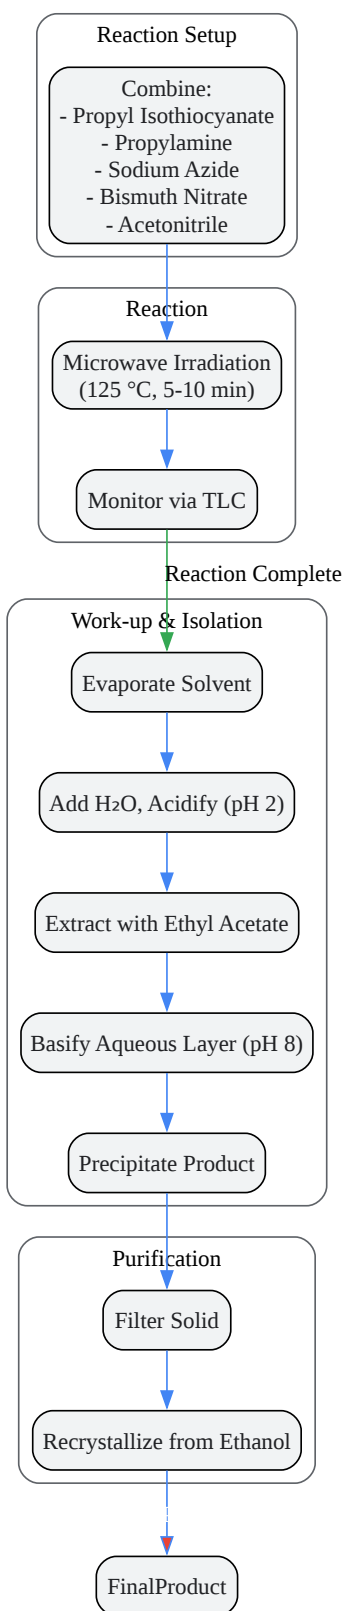 Reaction Setup
Combine:
- Propyl Isothiocyanate
- Propylamine
- Sodium Azide
- Bismuth Nitrate
- Acetonitrile
Reaction
Microwave Irradiation
(125 °C, 5-10 min)
Monitor via TLC
Reaction Complete
Work-up & Isolation
Evaporate Solvent
Add H₂O, Acidify (pH 2)
Extract with Ethyl Acetate
Basify Aqueous Layer (pH 8)
Precipitate Product
Purification
Filter Solid
Recrystallize from Ethanol
FinalProduct